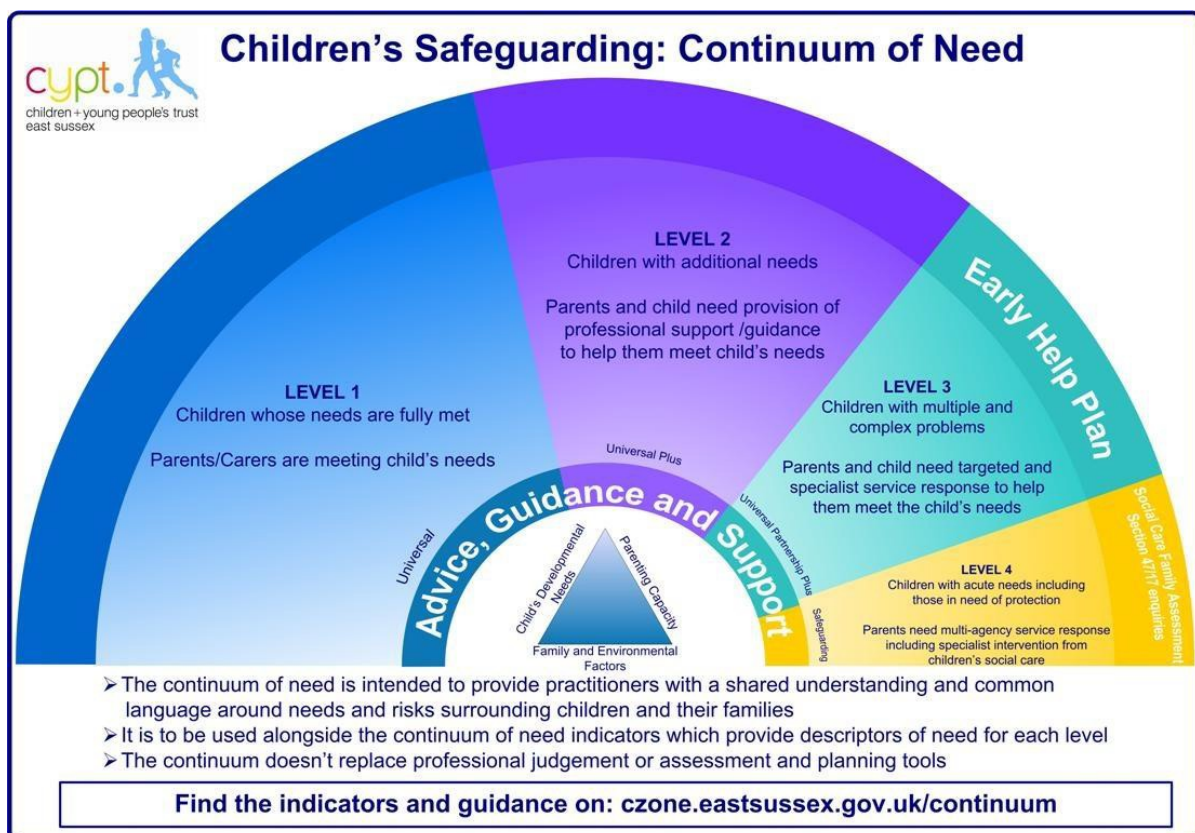 Children's Safeguarding: Continuum of Need
cypt.
children + young people's trust
east sussex
LEVEL 1
Children whose needs are fully met
Parents/Carers are meeting child's needs
LEVEL 2
Children with additional needs
Parents and child need provision of
professional support /guidance
to help them meet child's needs
Early Help Plan
LEVEL 3
Children with multiple and
complex problems
Parents and child need targeted and
specialist service response to help
them meet the child's needs
Social Care Family Assessment
Section 47/17 enquiries
LEVEL 4
Children with acute needs including
those in need of protection
Parents need multi-agency service response
including specialist intervention from
children's social care
Universal
Universal Plus
Universal Partnership Plus
Safeguarding
Advice, Guidance and Support
Child's Developmental
Needs
Parenting Capacity
Family and Environmental
Factors
➢ The continuum of need is intended to provide practitioners with a shared understanding and common
language around needs and risks surrounding children and their families
➢ It is to be used alongside the continuum of need indicators which provide descriptors of need for each level
➢ The continuum doesn't replace professional judgement or assessment and planning tools
Find the indicators and guidance on: czone.eastsussex.gov.uk/continuum